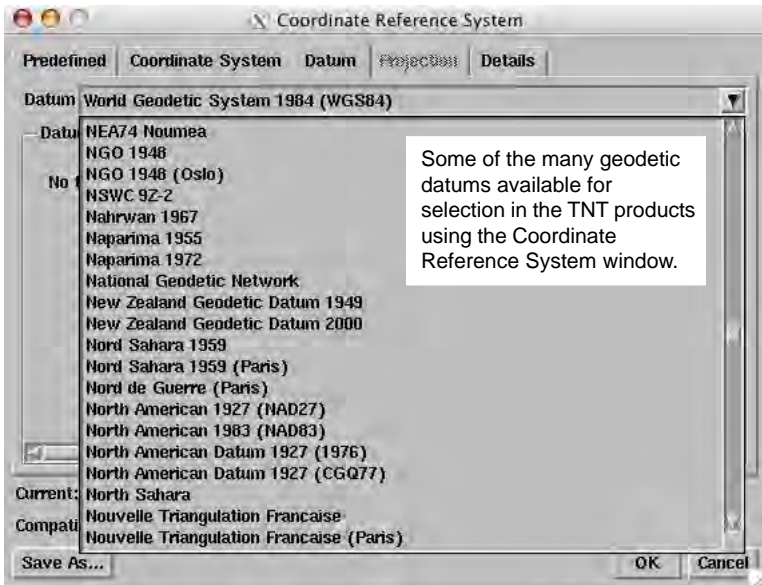 Coordinate Reference System
Predefined Coordinate System Datum Projection Details
Datum World Geodetic System 1984 (WGS84)
Datu
No
NEA74 Noumea
NGO 1948
NGO 1948 (Oslo)
NSWC 9Z-2
Nahrwan 1967
Naparima 1955
Naparima 1972
National Geodetic Network
New Zealand Geodetic Datum 1949
New Zealand Geodetic Datum 2000
Nord Sahara 1959
Nord Sahara 1959 (Paris)
Nord de Guerre (Paris)
North American 1927 (NAD27)
North American 1983 (NAD83)
North American Datum 1927 (1976)
North American Datum 1927 (CGQ77)
North Sahara
Nouvelle Triangulation Francaise
Nouvelle Triangulation Francaise (Paris)
Some of the many geodetic
datums available for
selection in the TNT products
using the Coordinate
Reference System window.
Current:
Compati
Save As... OK Cancel